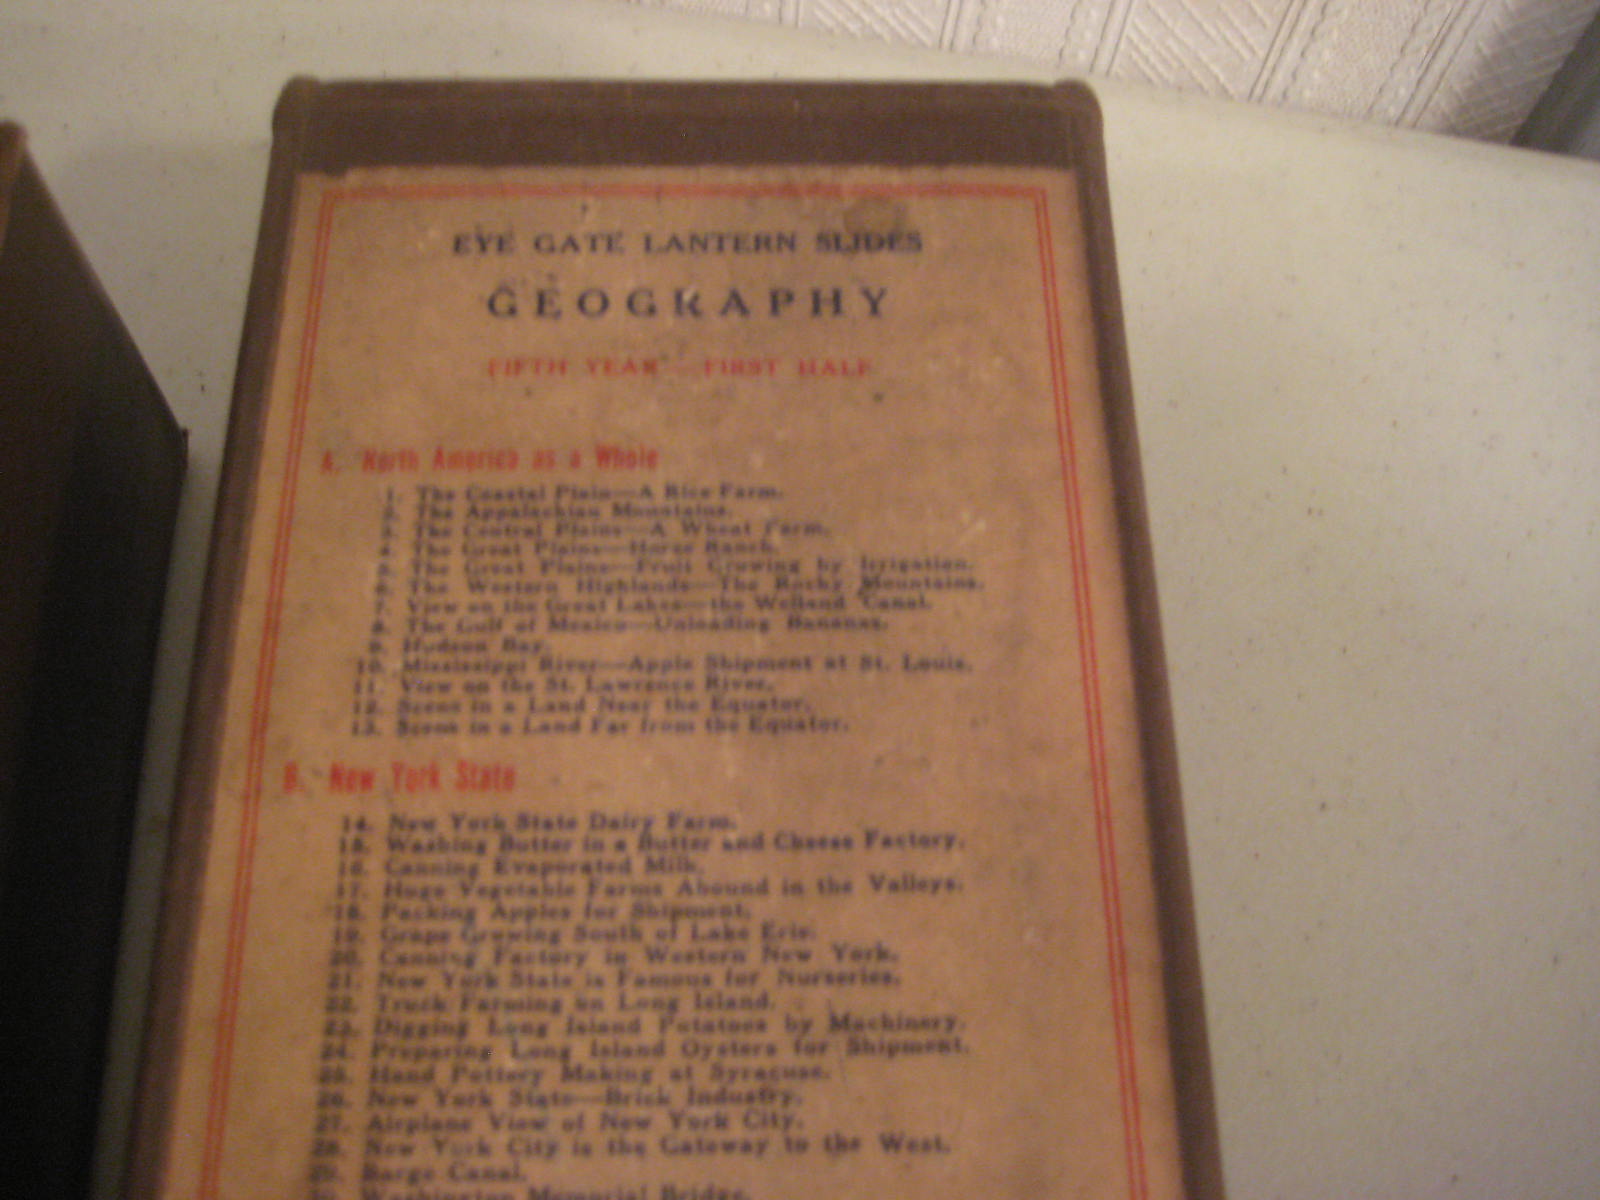 EYE GATE LANTERN SLIDES
GEOGRAPHY
FIFTH YEAR—FIRST HALF
A. North America as a Whole
1. The Coastal Plain—A Rice Farm.
2. The Appalachian Mountains.
3. The Central Plains—A Wheat Farm.
4. The Great Plains—Horse Ranch.
5. The Great Plains—Fruit Growing by Irrigation.
6. The Western Highlands—The Rocky Mountains.
7. View on the Great Lakes—the Welland Canal.
8. The Gulf of Mexico—Unloading Bananas.
9. Hudson Bay.
10. Mississippi River—Apple Shipment at St. Louis.
11. View on the St. Lawrence River.
12. Scene in a Land Near the Equator.
13. Scene in a Land Far from the Equator.
B. New York State
14. New York State Dairy Farm.
15. Washing Butter in a Butter and Cheese Factory.
16. Canning Evaporated Milk.
17. Huge Vegetable Farms Abound in the Valleys.
18. Packing Apples for Shipment.
19. Grape Growing South of Lake Erie.
20. Canning Factory in Western New York.
21. New York State is Famous for Nurseries.
22. Truck Farming on Long Island.
23. Digging Long Island Potatoes by Machinery.
24. Preparing Long Island Oysters for Shipment.
25. Hand Pottery Making at Syracuse.
26. New York State—Brick Industry.
27. Airplane View of New York City.
28. New York City is the Gateway to the West.
29. Barge Canal.
30. Washington Memorial Bridge.